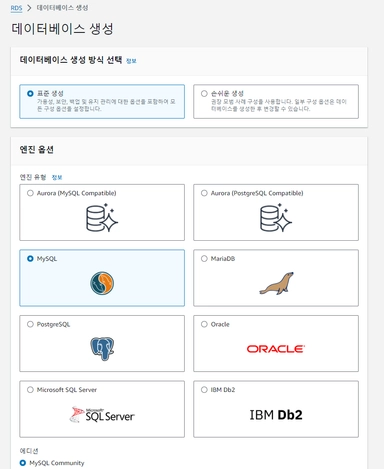 RDS > 데이터베이스 생성
데이터베이스 생성
데이터베이스 생성 방식 선택 정보
표준 생성
가용성, 보안, 백업 및 유지 관리에 대한 옵션을 포함하여 모
든 구성 옵션을 설정합니다.
손쉬운 생성
권장 모범 사례 구성을 사용합니다. 일부 구성 옵션은 데이
터베이스를 생성한 후 변경할 수 있습니다.
엔진 옵션
엔진 유형 정보
Aurora (MySQL Compatible)
Aurora (PostgreSQL Compatible)
MySQL
MariaDB
PostgreSQL
Oracle
ORACLE
Microsoft SQL Server
Microsoft
SQL Server
IBM Db2
IBM Db2
에디션
MySQL Community